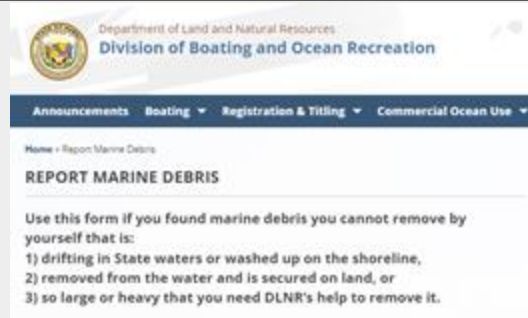 Department of Land and Natural Resources
Division of Boating and Ocean Recreation
Announcements Boating Registration & Titling Commercial Ocean Use
Home » Report Marine Debris
REPORT MARINE DEBRIS
Use this form if you found marine debris you cannot remove by
yourself that is:
1) drifting in State waters or washed up on the shoreline,
2) removed from the water and is secured on land, or
3) so large or heavy that you need DLNR's help to remove it.